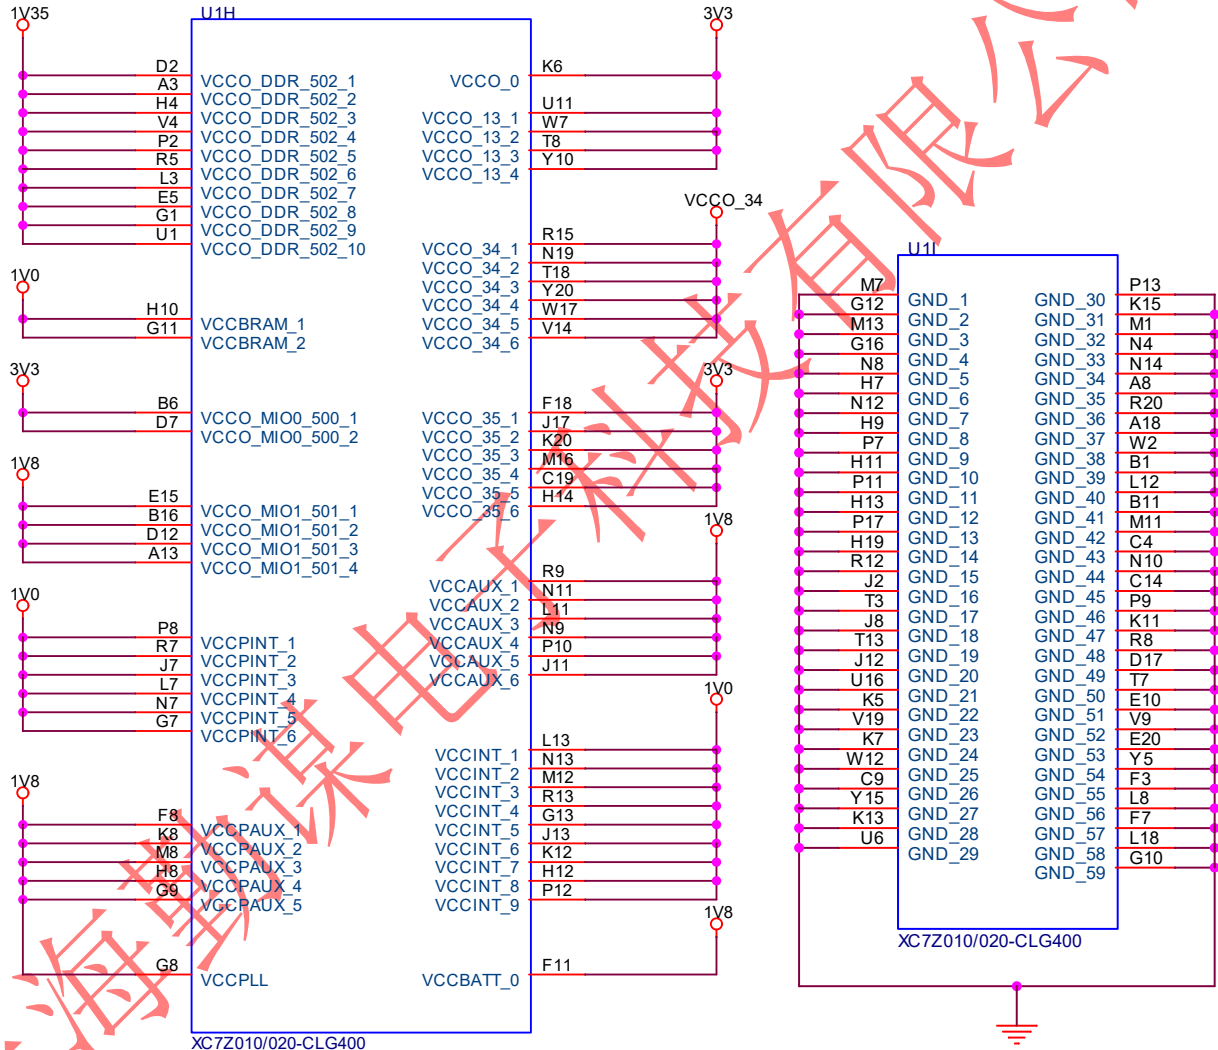 1V35
U1H
3V3
D2
VCCO_DDR_502_1
A3
VCCO_DDR_502_2
H4
VCCO_DDR_502_3
V4
VCCO_DDR_502_4
P2
VCCO_DDR_502_5
R5
VCCO_DDR_502_6
L3
VCCO_DDR_502_7
E5
VCCO_DDR_502_8
G1
VCCO_DDR_502_9
U1
VCCO_DDR_502_10
1V0
H10
VCCBRAM_1
G11
VCCBRAM_2
3V3
B6
VCCO_MIO0_500_1
D7
VCCO_MIO0_500_2
1V8
E15
VCCO_MIO1_501_1
B16
VCCO_MIO1_501_2
D12
VCCO_MIO1_501_3
A13
VCCO_MIO1_501_4
1V0
P8
VCCPINT_1
R7
VCCPINT_2
J7
VCCPINT_3
L7
VCCPINT_4
N7
VCCPINT_5
G7
VCCPINT_6
1V8
F8
VCCPAUX_1
K8
VCCPAUX_2
M8
VCCPAUX_3
H8
VCCPAUX_4
G9
VCCPAUX_5
G8
VCCPLL
K6
VCCO_0
U11
VCCO_13_1
W7
VCCO_13_2
T8
VCCO_13_3
Y10
VCCO_13_4
VCCO_34
R15
VCCO_34_1
N19
VCCO_34_2
T18
VCCO_34_3
Y20
VCCO_34_4
W17
VCCO_34_5
V14
VCCO_34_6
3V3
F18
VCCO_35_1
J17
VCCO_35_2
K20
VCCO_35_3
M16
VCCO_35_4
C19
VCCO_35_5
H14
VCCO_35_6
1V8
R9
VCCAUX_1
N11
VCCAUX_2
L11
VCCAUX_3
N9
VCCAUX_4
P10
VCCAUX_5
J11
VCCAUX_6
1V0
L13
VCCINT_1
N13
VCCINT_2
M12
VCCINT_3
R13
VCCINT_4
G13
VCCINT_5
J13
VCCINT_6
K12
VCCINT_7
H12
VCCINT_8
P12
VCCINT_9
1V8
F11
VCCBATT_0
XC7Z010/020-CLG400
U1I
M7
GND_1
G12
GND_2
M13
GND_3
G16
GND_4
N8
GND_5
H7
GND_6
N12
GND_7
H9
GND_8
P7
GND_9
H11
GND_10
P11
GND_11
H13
GND_12
P17
GND_13
H19
GND_14
R12
GND_15
J2
GND_16
T3
GND_17
J8
GND_18
T13
GND_19
J12
GND_20
U16
GND_21
K5
GND_22
V19
GND_23
K7
GND_24
W12
GND_25
C9
GND_26
Y15
GND_27
K13
GND_28
U6
GND_29
P13
GND_30
K15
GND_31
M1
GND_32
N4
GND_33
N14
GND_34
A8
GND_35
R20
GND_36
A18
GND_37
W2
GND_38
B1
GND_39
L12
GND_40
B11
GND_41
M11
GND_42
C4
GND_43
N10
GND_44
C14
GND_45
P9
GND_46
K11
GND_47
R8
GND_48
D17
GND_49
T7
GND_50
E10
GND_51
V9
GND_52
E20
GND_53
Y5
GND_54
F3
GND_55
L8
GND_56
F7
GND_57
L18
GND_58
G10
GND_59
XC7Z010/020-CLG400
海勤谋电子科技有限公